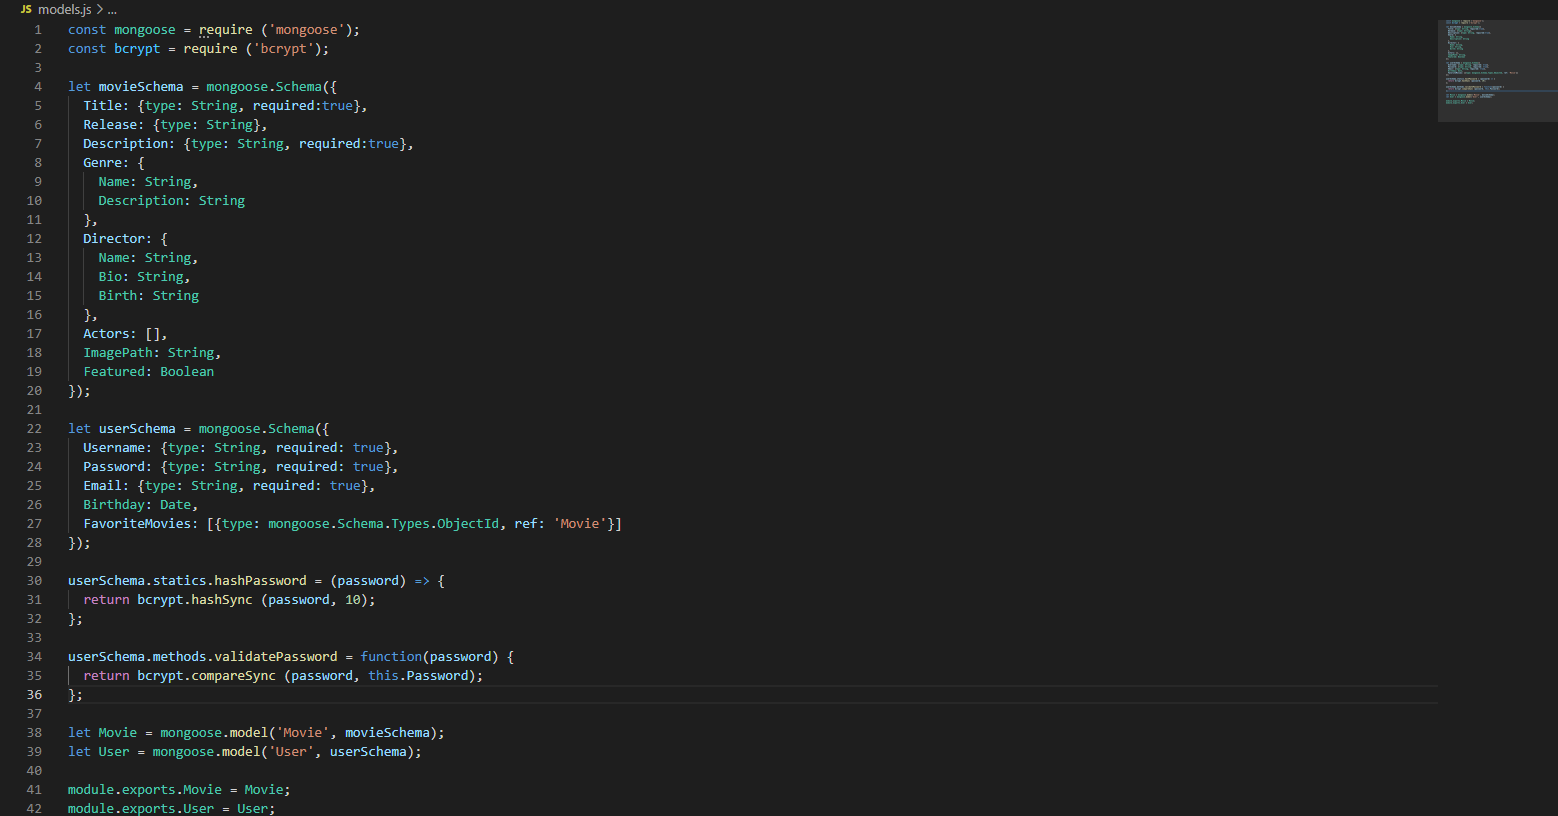 JS models.js > ...
1 const mongoose = require ('mongoose');
2 const bcrypt = require ('bcrypt');
3
4 let movieSchema = mongoose.Schema({
5   Title: {type: String, required:true},
6   Release: {type: String},
7   Description: {type: String, required:true},
8   Genre: {
9     Name: String,
10     Description: String
11   },
12   Director: {
13     Name: String,
14     Bio: String,
15     Birth: String
16   },
17   Actors: [],
18   ImagePath: String,
19   Featured: Boolean
20 });
21
22 let userSchema = mongoose.Schema({
23   Username: {type: String, required: true},
24   Password: {type: String, required: true},
25   Email: {type: String, required: true},
26   Birthday: Date,
27   FavoriteMovies: [{type: mongoose.Schema.Types.ObjectId, ref: 'Movie'}]
28 });
29
30 userSchema.statics.hashPassword = (password) => {
31   return bcrypt.hashSync (password, 10);
32 };
33
34 userSchema.methods.validatePassword = function(password) {
35   return bcrypt.compareSync (password, this.Password);
36 };
37
38 let Movie = mongoose.model('Movie', movieSchema);
39 let User = mongoose.model('User', userSchema);
40
41 module.exports.Movie = Movie;
42 module.exports.User = User;